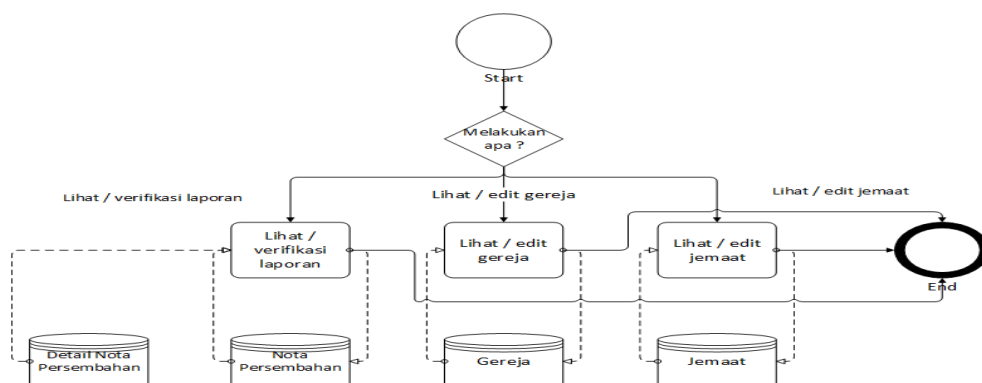 Start
Melakukan
apa ?
Lihat / verifikasi laporan
Lihat / edit gereja
Lihat / edit jemaat
Lihat /
verifikasi
laporan
Lihat / edit
gereja
Lihat / edit
jemaat
End
Detail Nota
Persembahan
Nota
Persembahan
Gereja
Jemaat